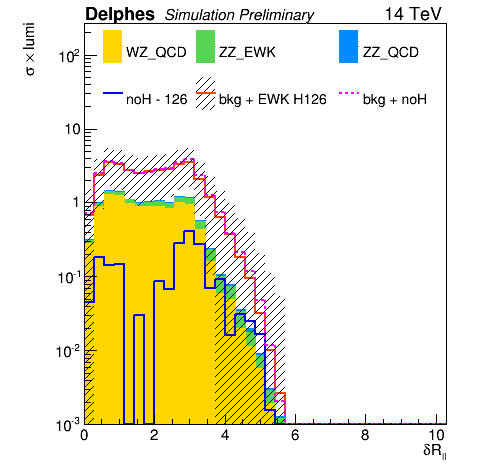 Delphes Simulation Preliminary 14 TeV
σ × lumi
WZ_QCD ZZ_EWK ZZ_QCD
noH - 126 bkg + EWK H126 bkg + noH
10²
10
1
10⁻¹
10⁻²
10⁻³
0 2 4 6 8 10
δR_||